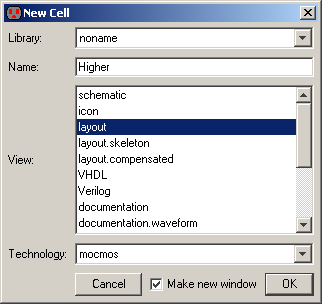 New Cell
Library: noname
Name: Higher
View:
schematic
icon
layout
layout.skeleton
layout.compensated
VHDL
Verilog
documentation
documentation.waveform
Technology: mocmos
Cancel Make new window OK